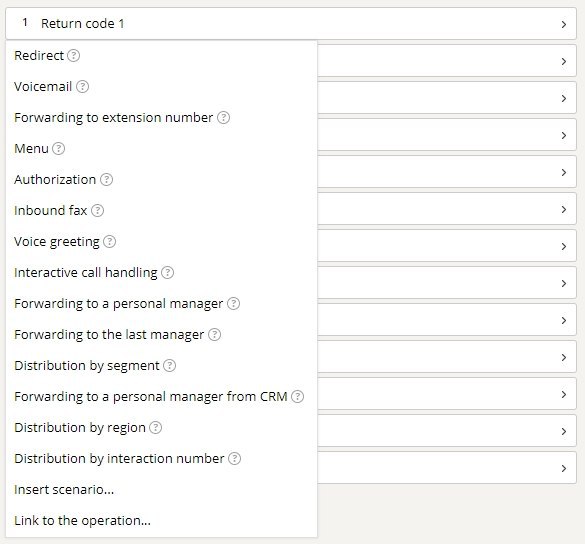 1 Return code 1
Redirect ?
Voicemail ?
Forwarding to extension number ?
Menu ?
Authorization ?
Inbound fax ?
Voice greeting ?
Interactive call handling ?
Forwarding to a personal manager ?
Forwarding to the last manager ?
Distribution by segment ?
Forwarding to a personal manager from CRM ?
Distribution by region ?
Distribution by interaction number ?
Insert scenario...
Link to the operation...